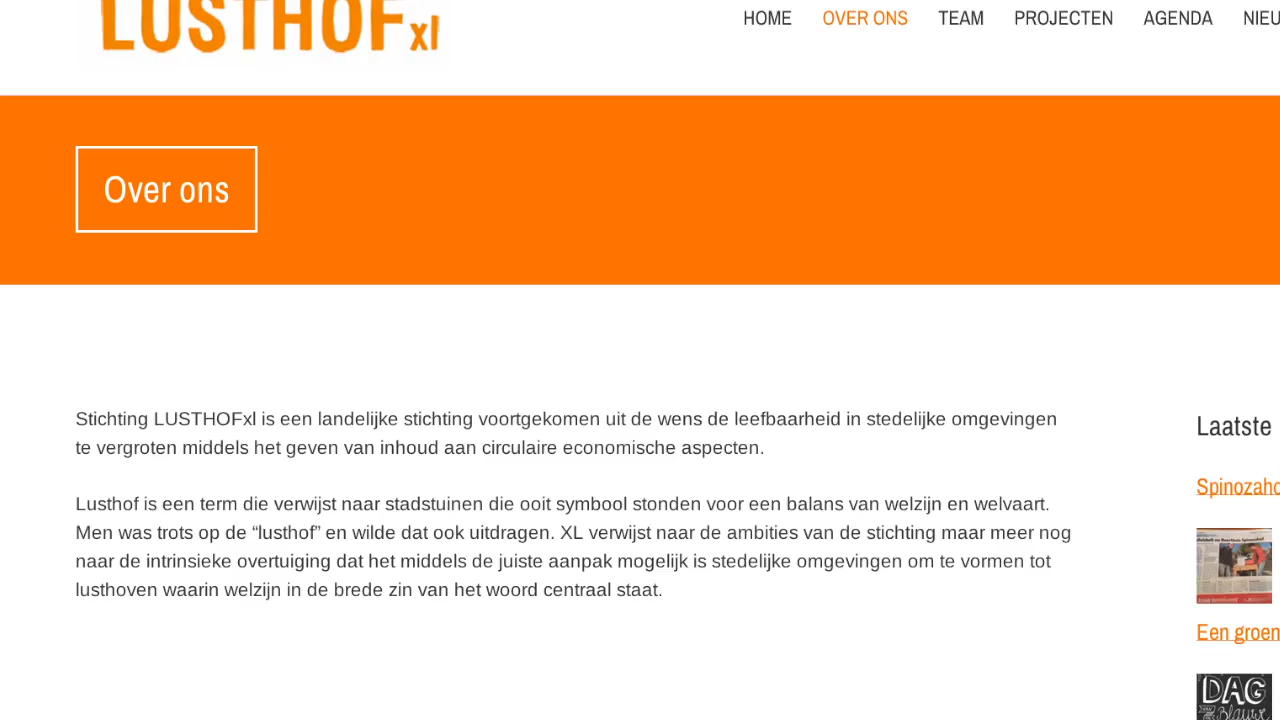 LUSTHOFxl
HOME OVER ONS TEAM PROJECTEN AGENDA
Over ons
Stichting LUSTHOFxl is een landelijke stichting voortgekomen uit de wens de leefbaarheid in stedelijke omgevingen
te vergroten middels het geven van inhoud aan circulaire economische aspecten.
Lusthof is een term die verwijst naar stadstuinen die ooit symbool stonden voor een balans van welzijn en welvaart.
Men was trots op de “lusthof” en wilde dat ook uitdragen. XL verwijst naar de ambities van de stichting maar meer nog
naar de intrinsieke overtuiging dat het middels de juiste aanpak mogelijk is stedelijke omgevingen om te vormen tot
lusthoven waarin welzijn in de brede zin van het woord centraal staat.
Laatste
Een groen
DAG
Blauwe